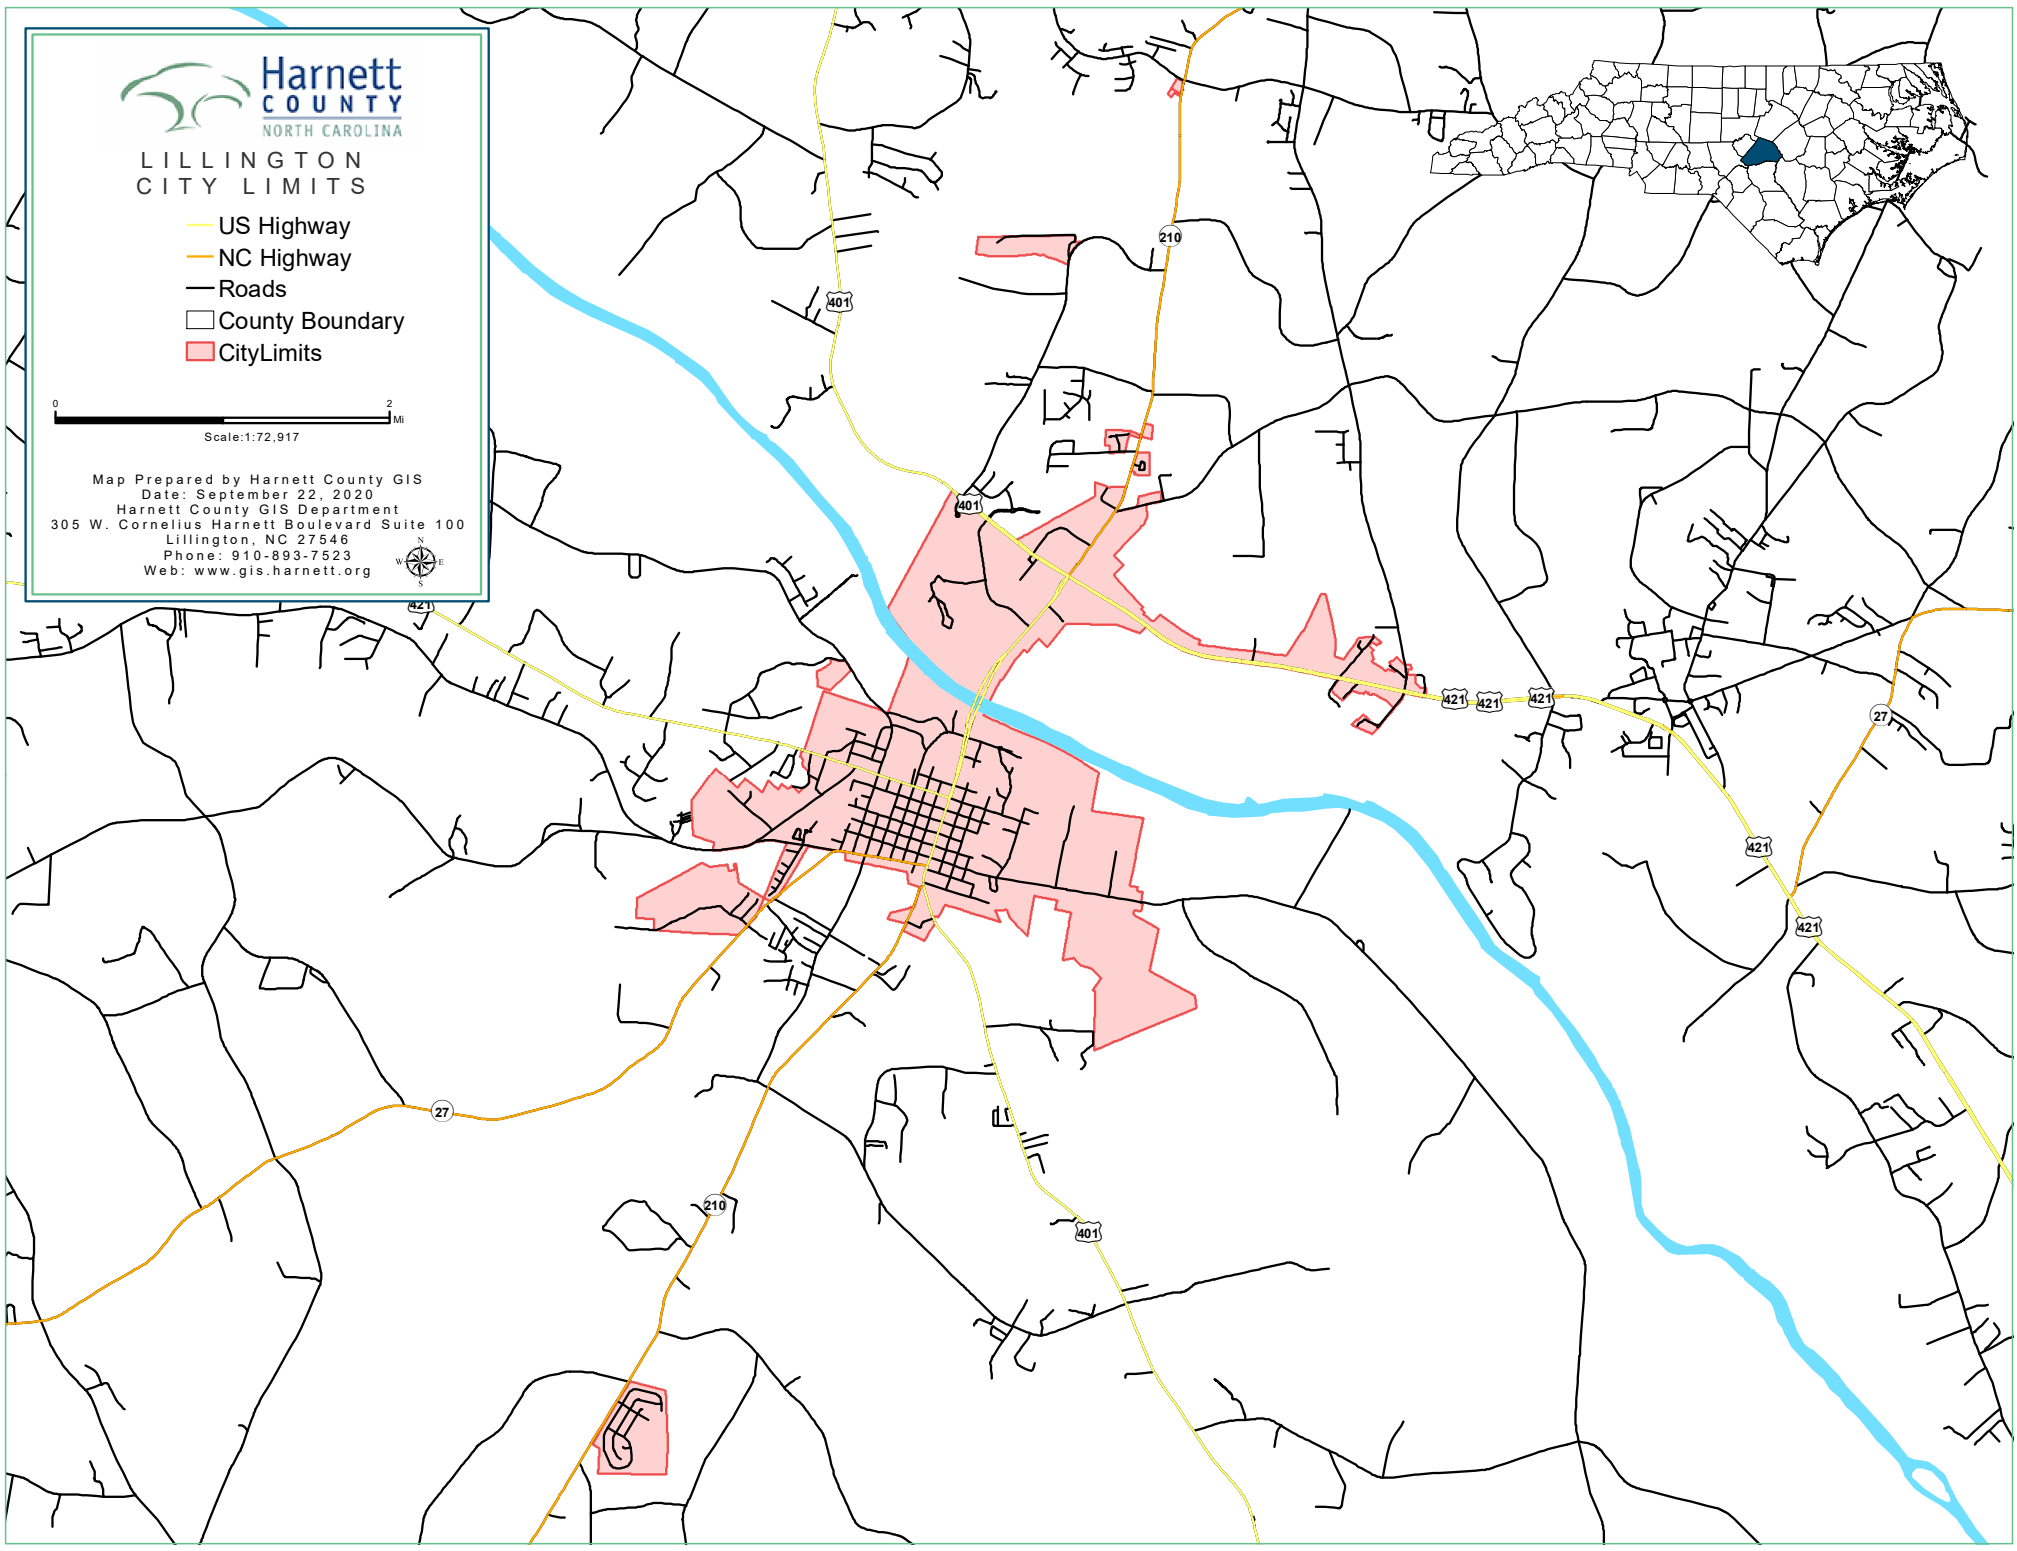 Harnett
COUNTY
NORTH CAROLINA
LILLINGTON
CITY LIMITS
US Highway
NC Highway
Roads
County Boundary
CityLimits
0 2
Mi
Scale:1:72,917
Map Prepared by Harnett County GIS
Date: September 22, 2020
Harnett County GIS Department
305 W. Cornelius Harnett Boulevard Suite 100
Lillington, NC 27546
Phone: 910-893-7523
Web: www.gis.harnett.org
N
W E
S
210
401
401
421
421 421 421
27
421
421
27
210
401